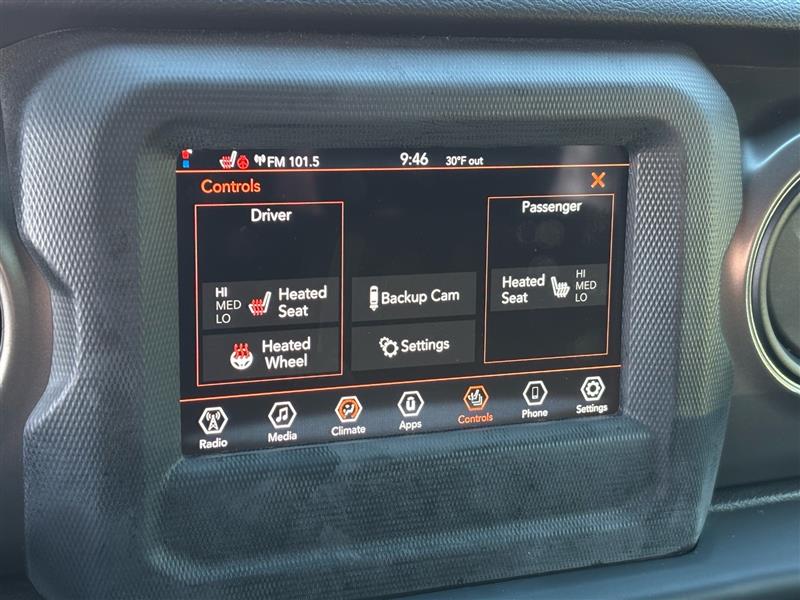 FM 101.5 9:46 30°F out
Controls X
Driver
HI
MED
LO
Heated
Seat
Heated
Wheel
Backup Cam
Settings
Passenger
Heated
Seat
HI
MED
LO
Radio Media Climate Apps Controls Phone Settings